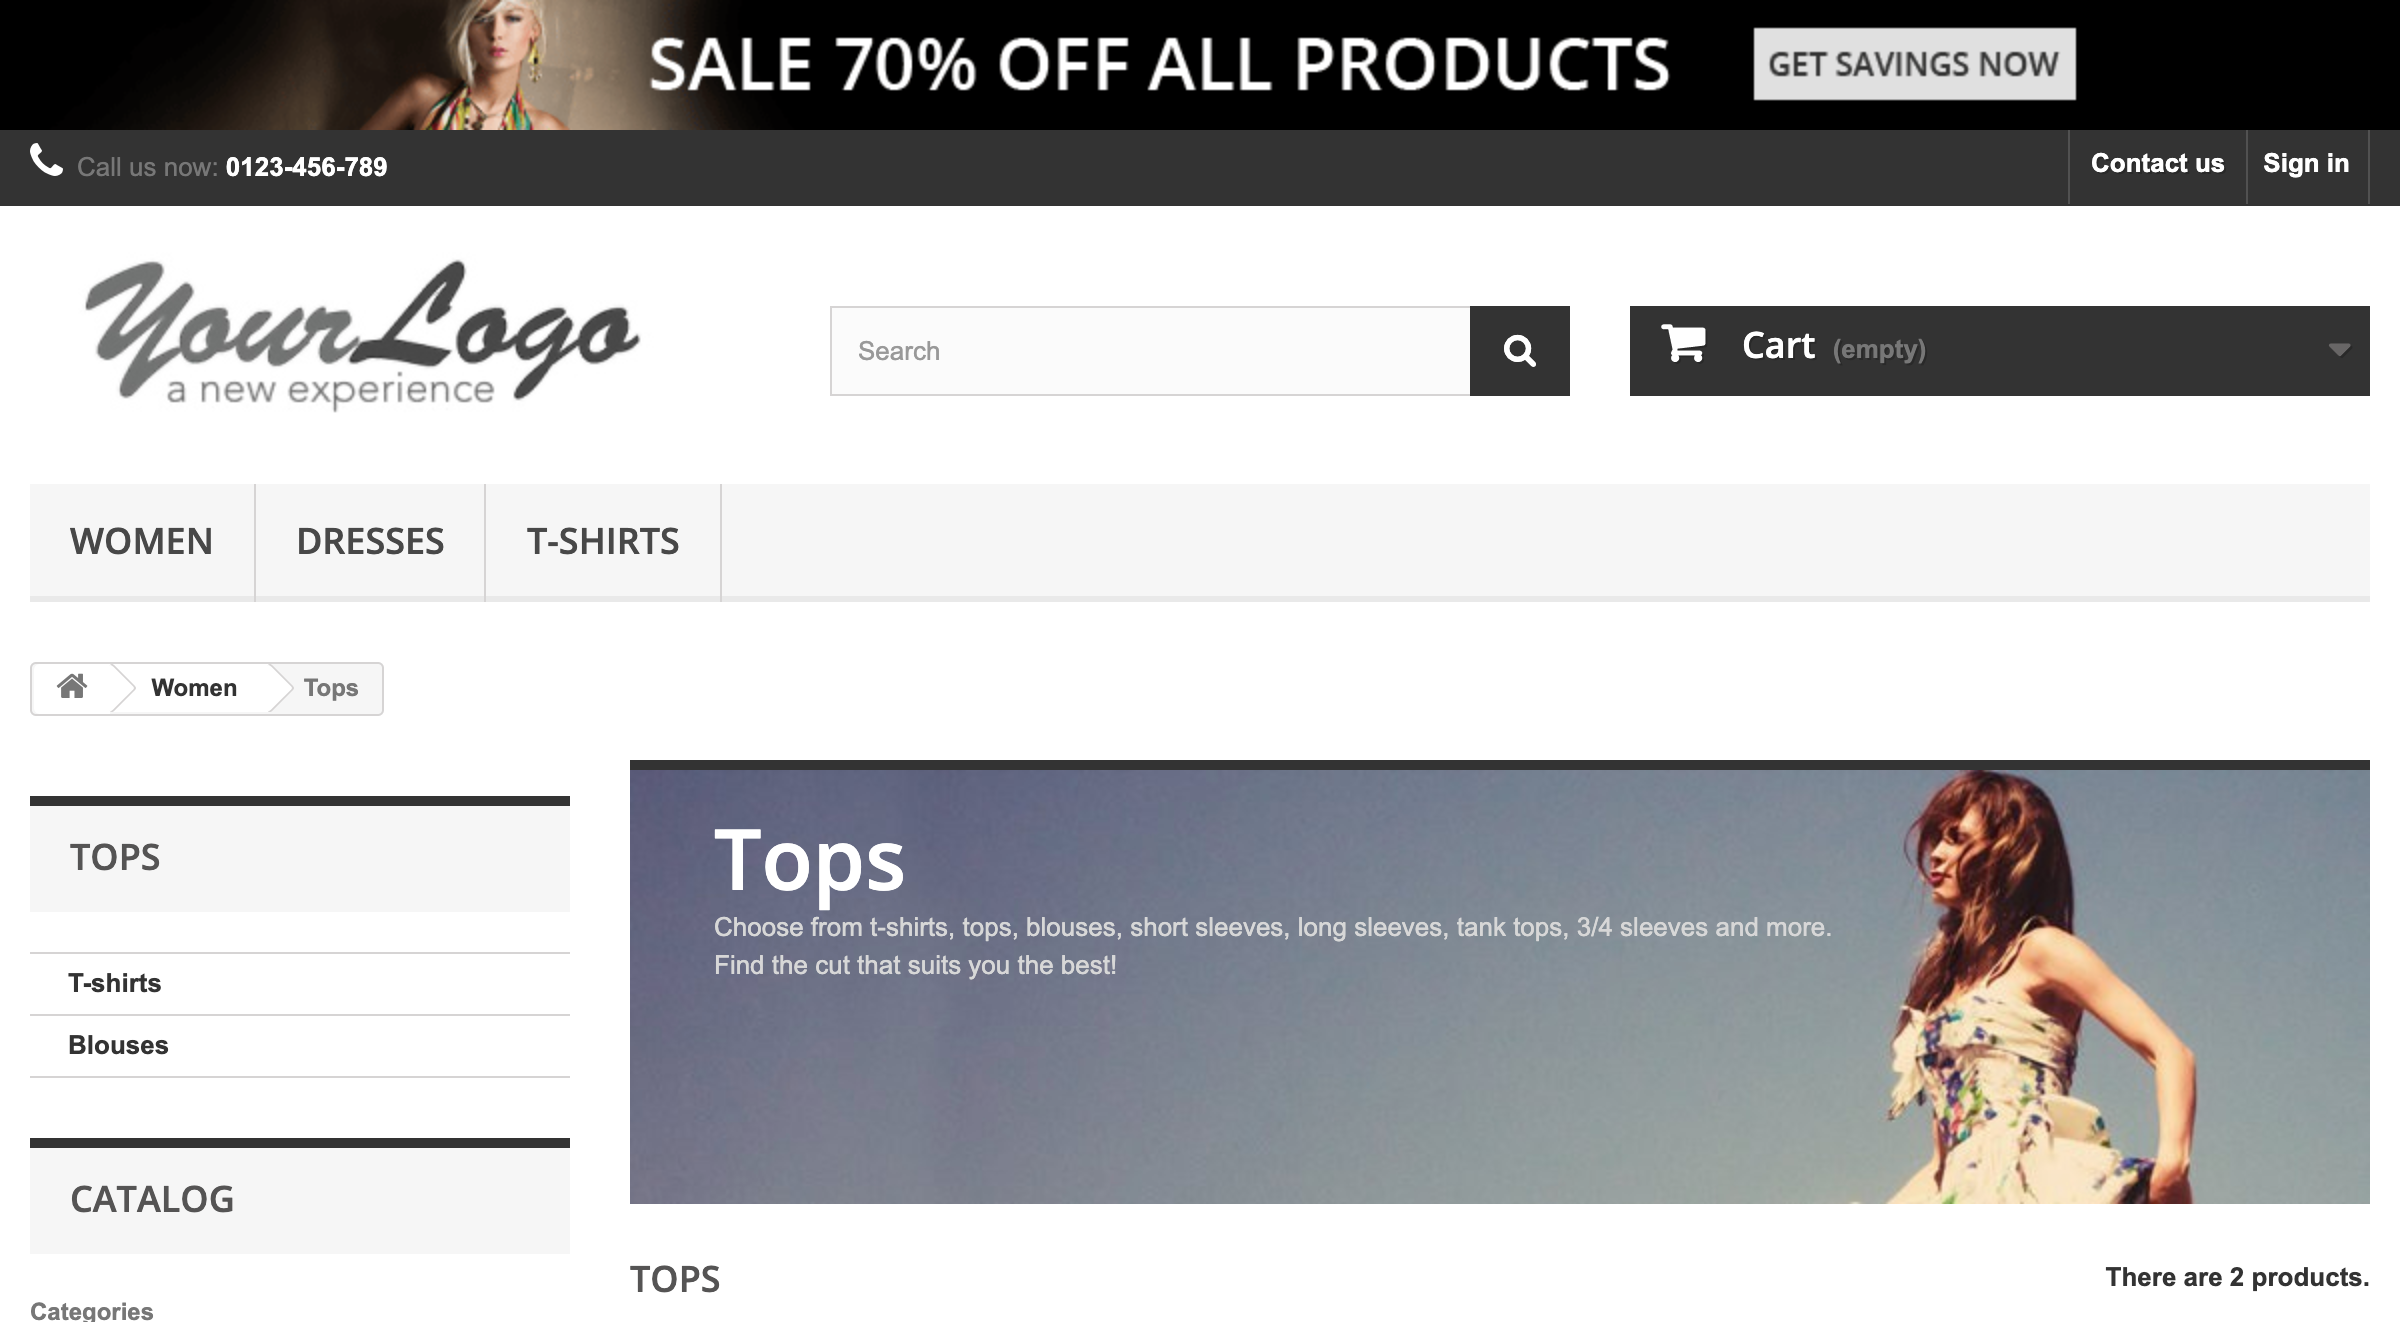 SALE 70% OFF ALL PRODUCTS
GET SAVINGS NOW
Call us now: 0123-456-789
Contact us
Sign in
YourLogo
a new experience
Search
Cart (empty)
WOMEN
DRESSES
T-SHIRTS
Women
Tops
TOPS
T-shirts
Blouses
CATALOG
Categories
Tops
Choose from t-shirts, tops, blouses, short sleeves, long sleeves, tank tops, 3/4 sleeves and more.
Find the cut that suits you the best!
TOPS
There are 2 products.